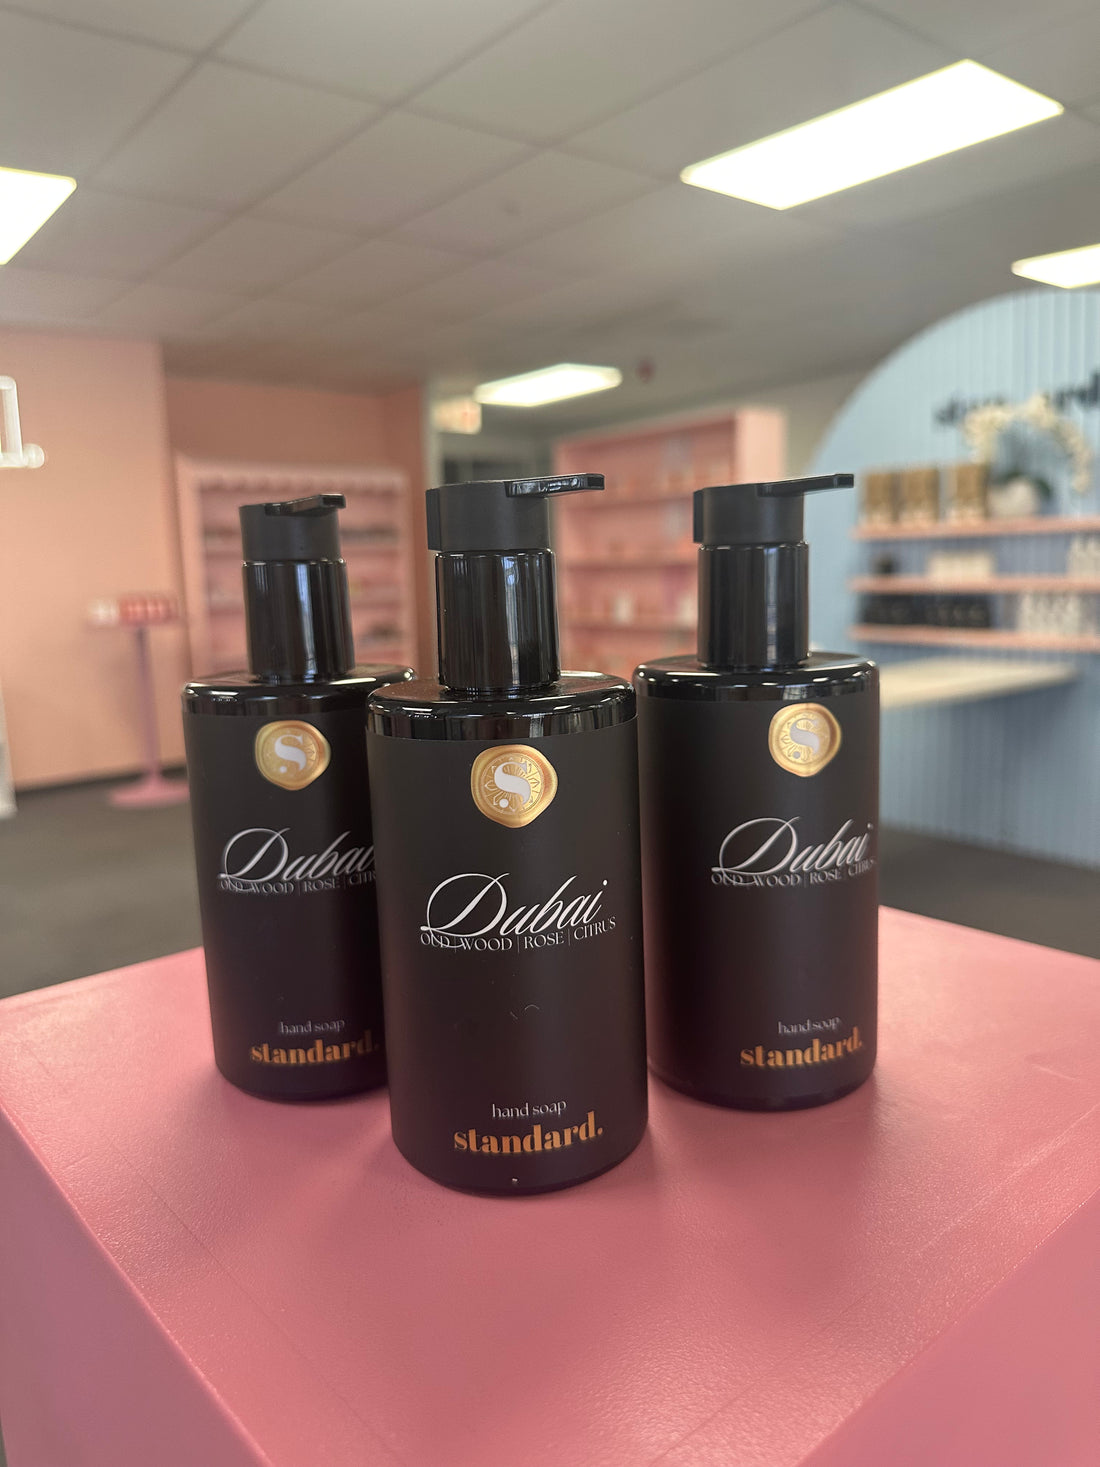 S
Dubai
OUD | WOOD | ROSE | CITR
hand soap
standard.
S
Dubai
OUD | WOOD | ROSE | CITRUS
hand soap
standard.
S
Dubai
OUD | WOOD | ROSE | CITRUS
hand soap
standard.